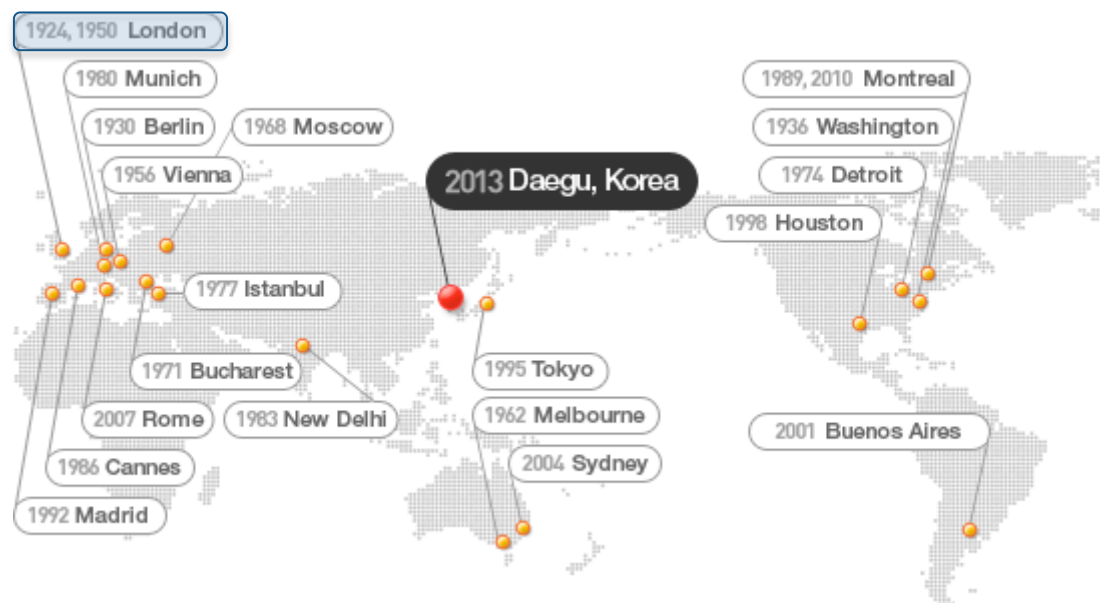 1924, 1950 London
1980 Munich
1930 Berlin
1968 Moscow
1956 Vienna
2013 Daegu, Korea
1989, 2010 Montreal
1936 Washington
1974 Detroit
1998 Houston
1977 Istanbul
1971 Bucharest
1995 Tokyo
2007 Rome
1983 New Delhi
1962 Melbourne
2001 Buenos Aires
1986 Cannes
2004 Sydney
1992 Madrid